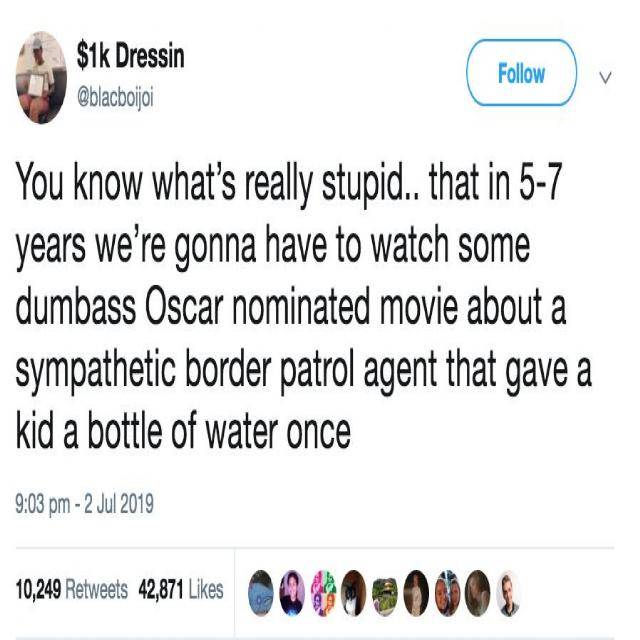 $1k Dressin
@blacboijoi
Follow
You know what's really stupid.. that in 5-7
years we're gonna have to watch some
dumbass Oscar nominated movie about a
sympathetic border patrol agent that gave a
kid a bottle of water once
9:03 pm - 2 Jul 2019
10,249 Retweets 42,871 Likes